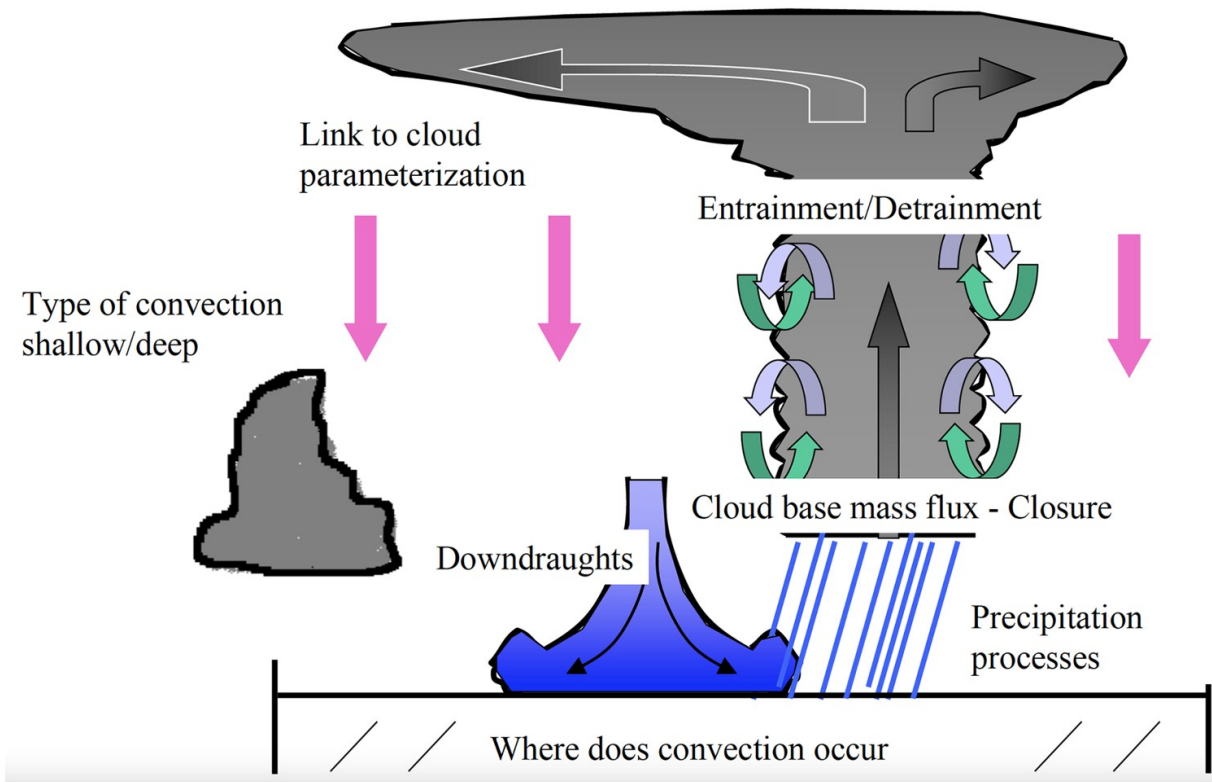 Link to cloud
parameterization
Entrainment/Detrainment
Type of convection
shallow/deep
Cloud base mass flux - Closure
Downdraughts
Precipitation
processes
Where does convection occur